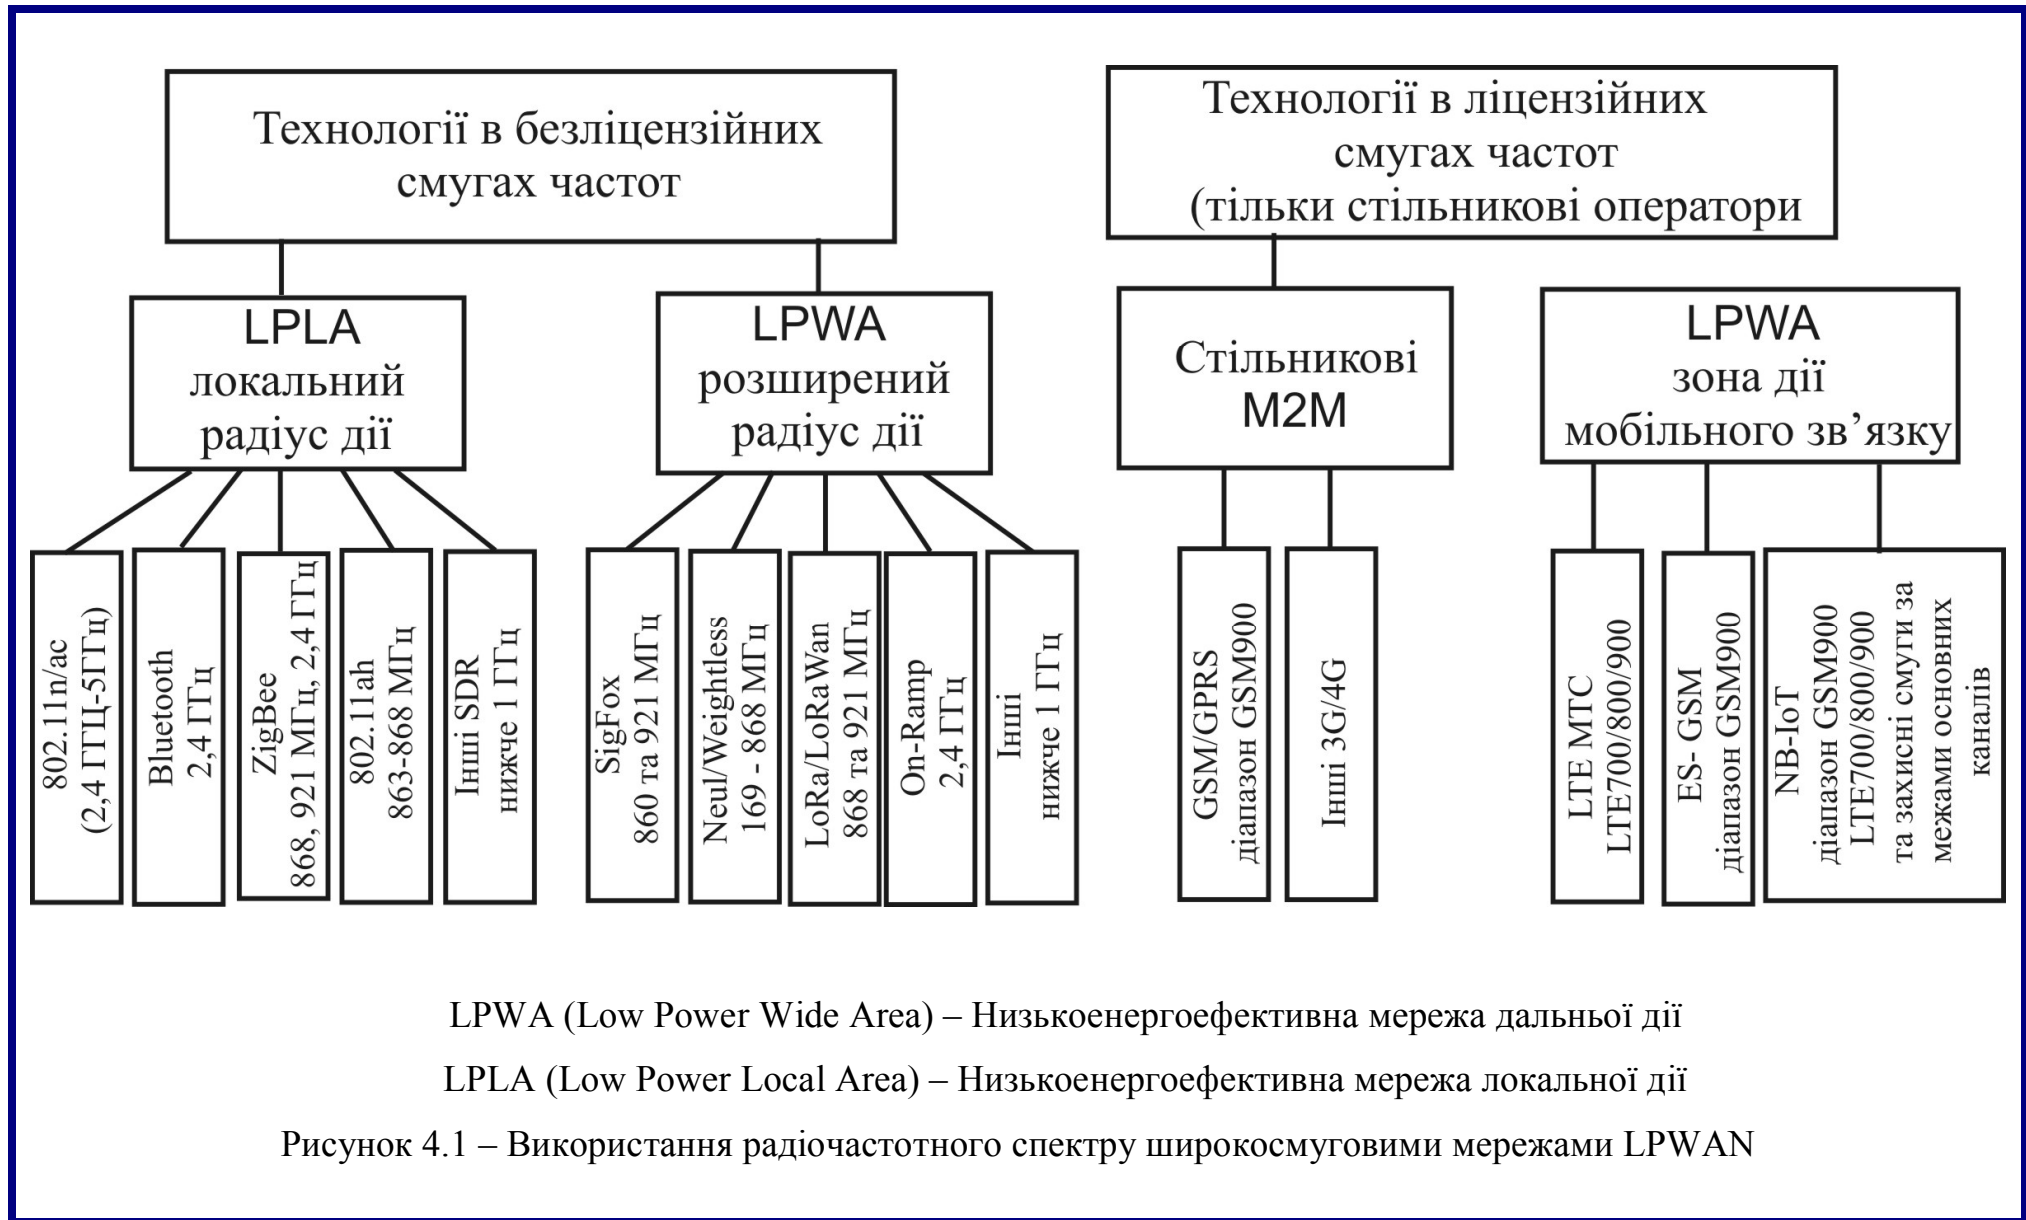 Технології в безліцензійних
смугах частот
Технології в ліцензійних
смугах частот
(тільки стільникові оператори
LPLA
локальний
радіус дії
LPWA
розширений
радіус дії
Стільникові
M2M
LPWA
зона дії
мобільного зв’язку
802.11n/ac
(2,4 ГГЦ-5ГГц)
Bluetooth
2,4 ГГц
ZigBee
868, 921 МГц, 2,4 ГГц
802.11ah
863-868 МГц
Інші SDR
нижче 1 ГГц
SigFox
860 та 921 МГц
Neul/Weightless
169 - 868 МГц
LoRa/LoRaWan
868 та 921 МГц
On-Ramp
2,4 ГГц
Інші
нижче 1 ГГц
GSM/GPRS
діапазон GSM900
Інші 3G/4G
LTE MTC
LTE700/800/900
ES- GSM
діапазон GSM900
NB-IoT
діапазон GSM900
LTE700/800/900
та захисні смуги за
межами основних
каналів
LPWA (Low Power Wide Area) – Низькоенергоефективна мережа дальньої дії
LPLA (Low Power Local Area) – Низькоенергоефективна мережа локальної дії
Рисунок 4.1 – Використання радіочастотного спектру широкосмуговими мережами LPWAN